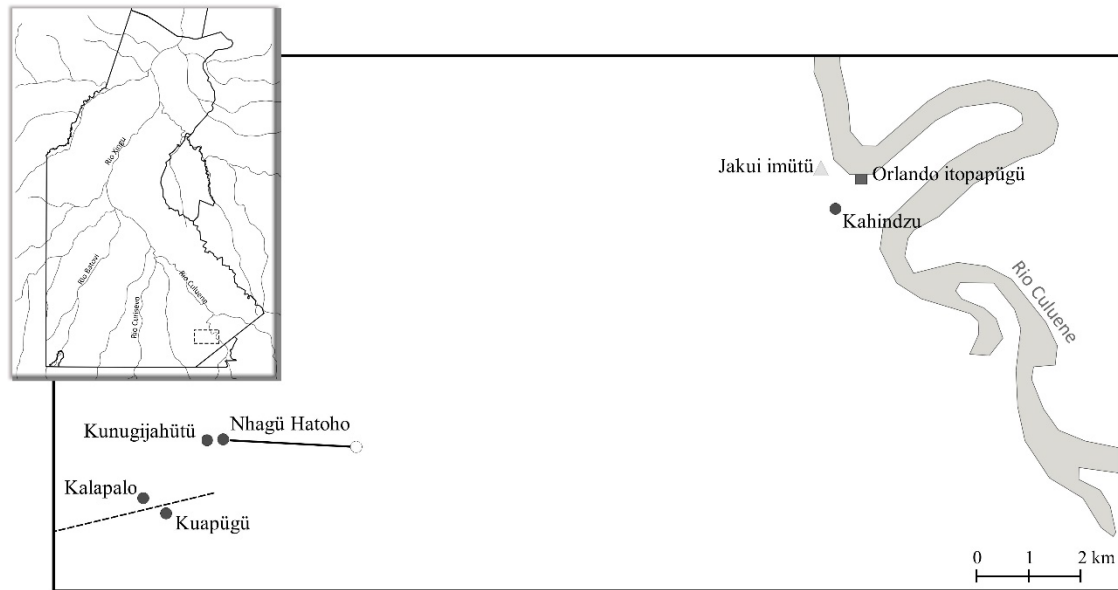 Rio Xingu
Rio Batovi
Rio Curisevo
Rio Culuene
Jakui imütü
Orlando itopapügü
Kahindzu
Rio Culuene
Kunugijahütü
Nhagü Hatoho
Kalapalo
Kuapügü
0 1 2 km